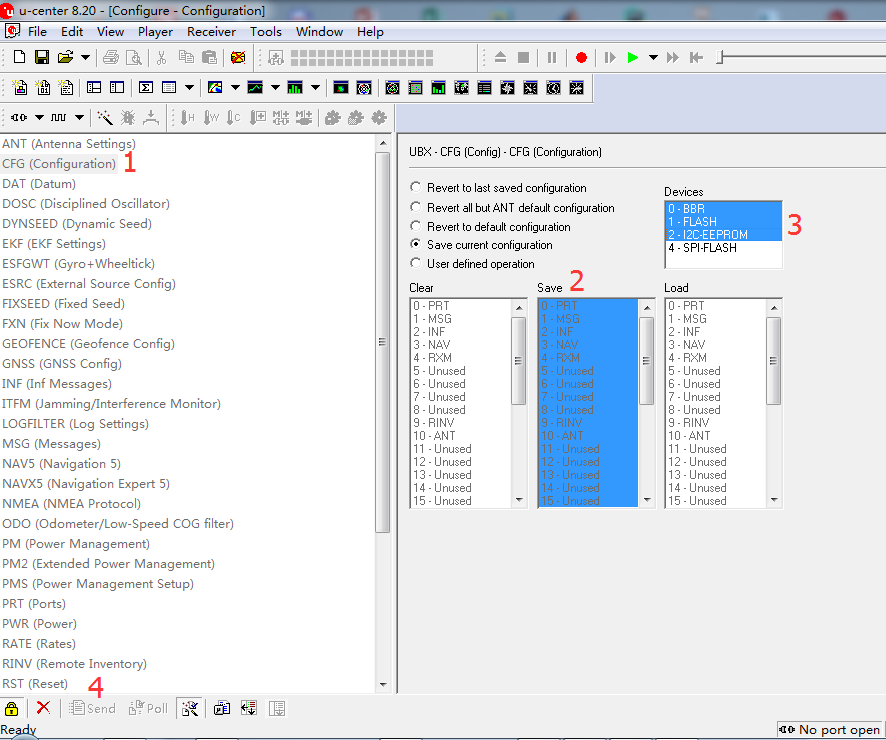 u-center 8.20 - [Configure - Configuration]
File Edit View Player Receiver Tools Window Help
ANT (Antenna Settings)
CFG (Configuration) 1
DAT (Datum)
DOSC (Disciplined Oscillator)
DYNSEED (Dynamic Seed)
EKF (EKF Settings)
ESFGWT (Gyro+Wheeltick)
ESRC (External Source Config)
FIXSEED (Fixed Seed)
FXN (Fix Now Mode)
GEOFENCE (Geofence Config)
GNSS (GNSS Config)
INF (Inf Messages)
ITFM (Jamming/Interference Monitor)
LOGFILTER (Log Settings)
MSG (Messages)
NAV5 (Navigation 5)
NAVX5 (Navigation Expert 5)
NMEA (NMEA Protocol)
ODO (Odometer/Low-Speed COG filter)
PM (Power Management)
PM2 (Extended Power Management)
PMS (Power Management Setup)
PRT (Ports)
PWR (Power)
RATE (Rates)
RINV (Remote Inventory)
RST (Reset)
4
UBX - CFG (Config) - CFG (Configuration)
Revert to last saved configuration
Revert all but ANT default configuration
Revert to default configuration
Save current configuration
User defined operation
Devices
0 - BBR
1 - FLASH
2 - I2C-EEPROM
4 - SPI-FLASH
3
Clear
0 - PRT
1 - MSG
2 - INF
3 - NAV
4 - RXM
5 - Unused
6 - Unused
7 - Unused
8 - Unused
9 - RINV
10 - ANT
11 - Unused
12 - Unused
13 - Unused
14 - Unused
15 - Unused
Save 2
0 - PRT
1 - MSG
2 - INF
3 - NAV
4 - RXM
5 - Unused
6 - Unused
7 - Unused
8 - Unused
9 - RINV
10 - ANT
11 - Unused
12 - Unused
13 - Unused
14 - Unused
15 - Unused
Load
0 - PRT
1 - MSG
2 - INF
3 - NAV
4 - RXM
5 - Unused
6 - Unused
7 - Unused
8 - Unused
9 - RINV
10 - ANT
11 - Unused
12 - Unused
13 - Unused
14 - Unused
15 - Unused
Send Poll
Ready
No port open